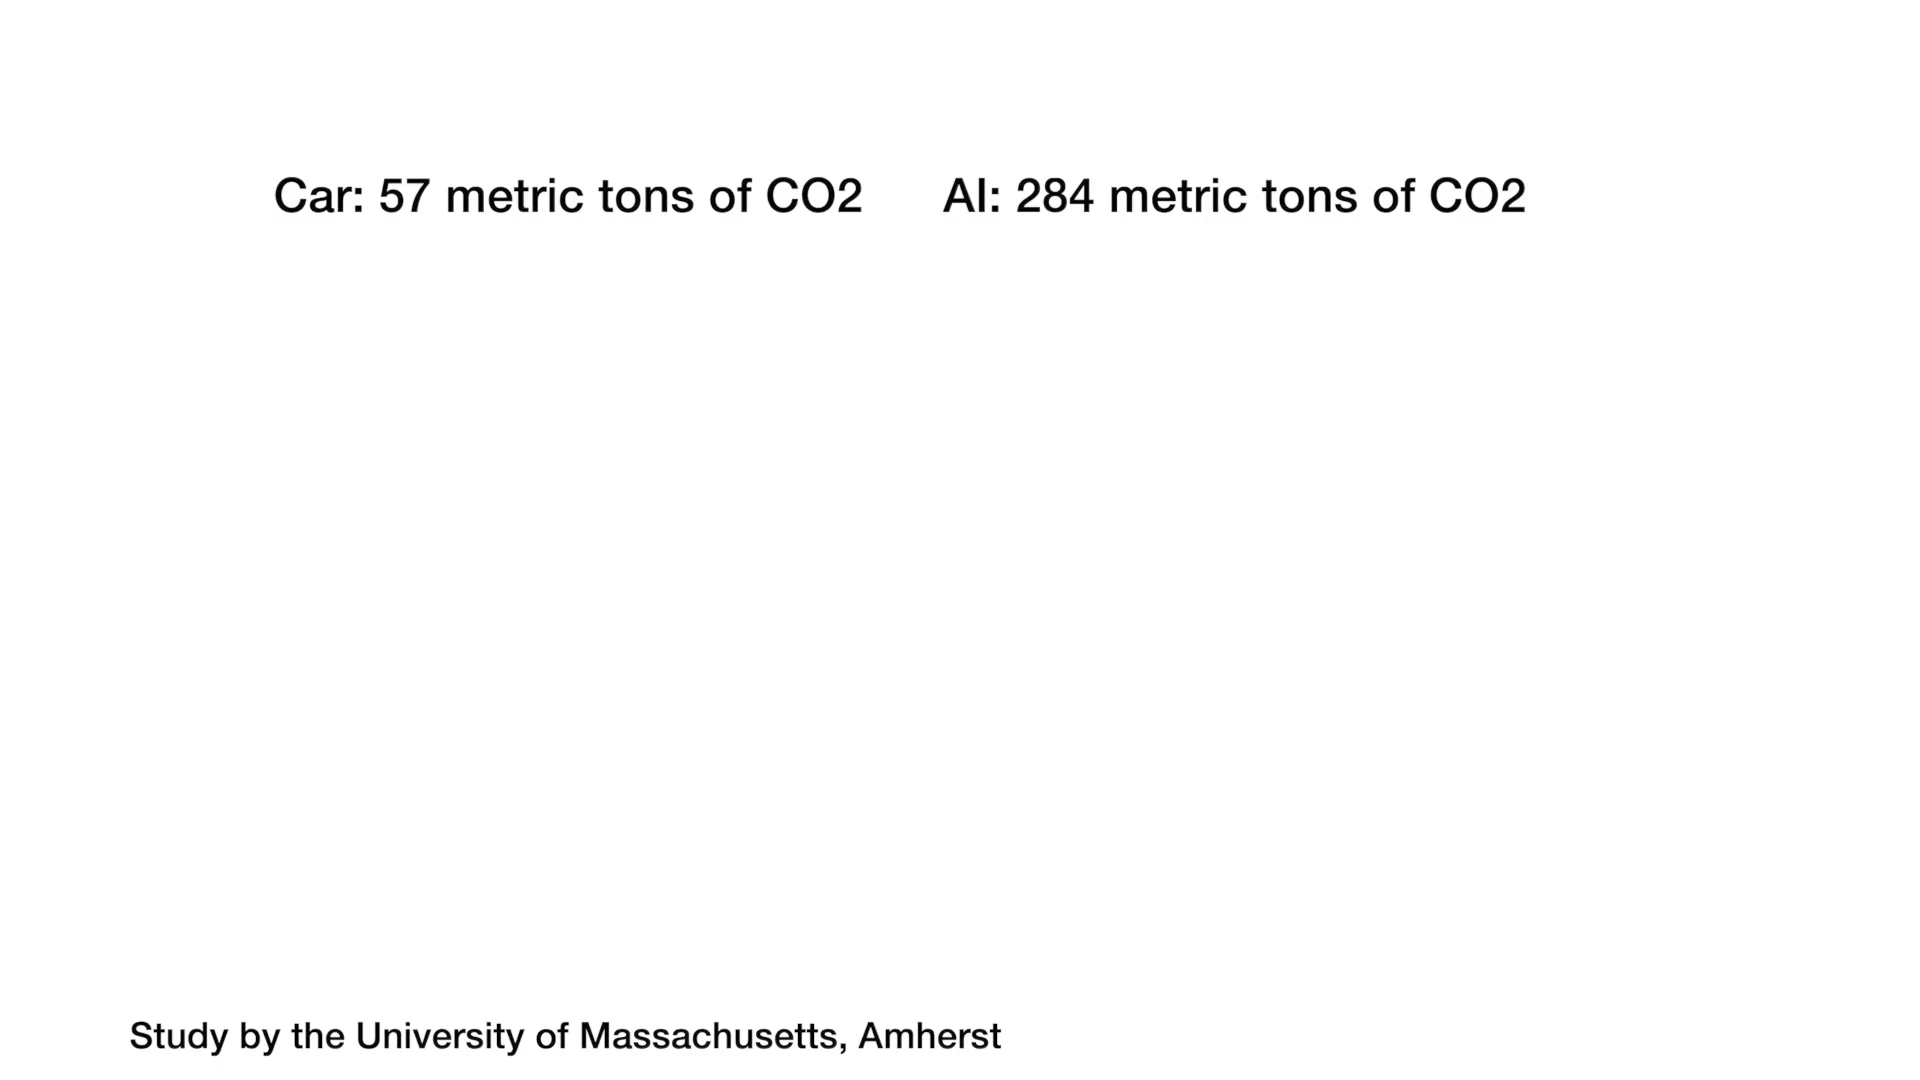 Car: 57 metric tons of CO2 AI: 284 metric tons of CO2
Study by the University of Massachusetts, Amherst